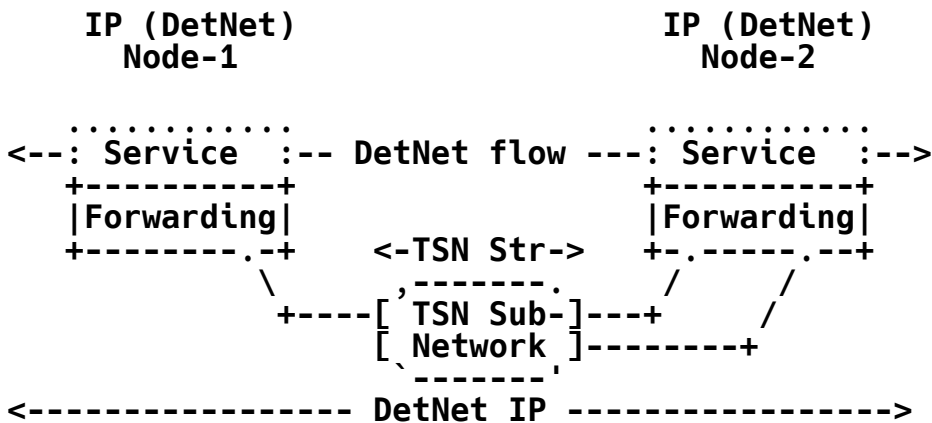 IP (DetNet)                    IP (DetNet)
Node-1                         Node-2
<--: Service  :-- DetNet flow ---: Service  :-->
|Forwarding|                   |Forwarding|
<-TSN Str->
+----[ TSN Sub-]---+
[ Network ]--------+
<----------------- DetNet IP ----------------->